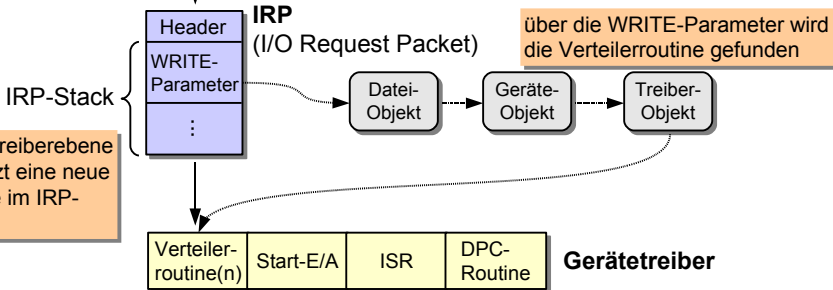 IRP
(I/O Request Packet)
über die WRITE-Parameter wird
die Verteilerroutine gefunden
Header
WRITE-
Parameter
⋮
IRP-Stack
Datei-
Objekt
Geräte-
Objekt
Treiber-
Objekt
reiberebene
zt eine neue
im IRP-
Verteiler-
routine(n)
Start-E/A
ISR
DPC-
Routine
Gerätetreiber